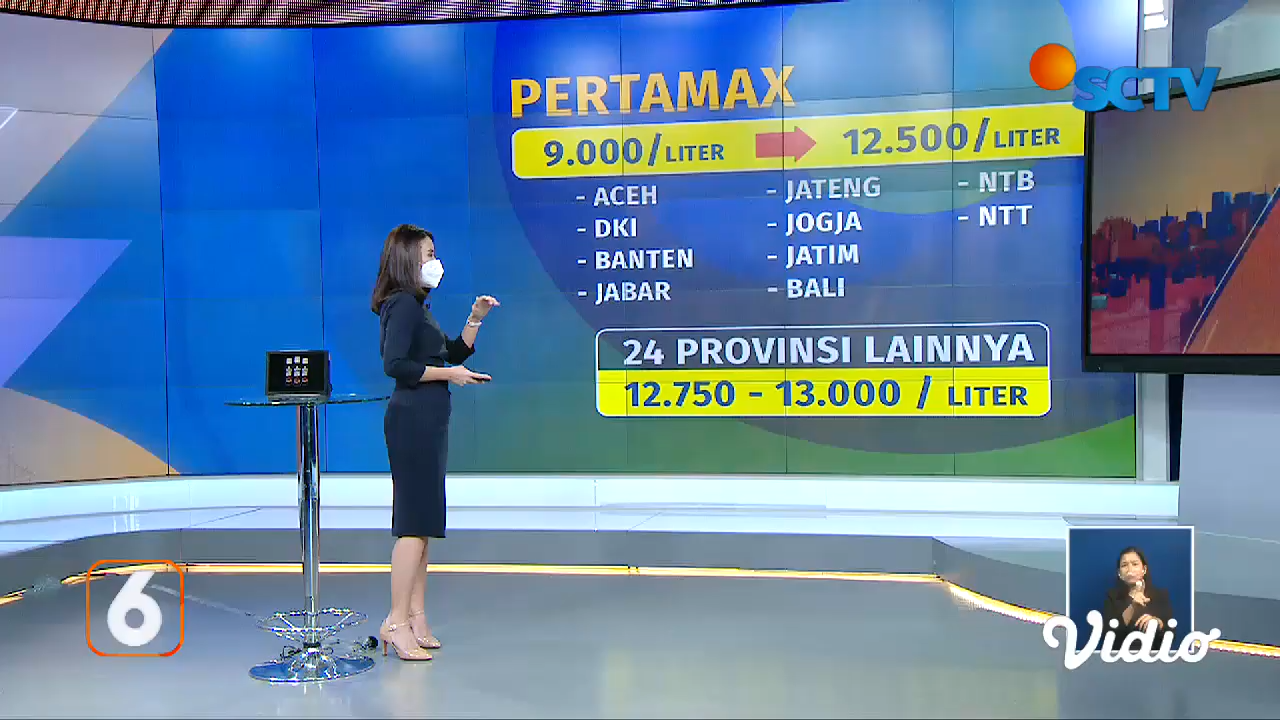 SCTV
PERTAMAX
9.000/LITER 12.500/LITER
- ACEH
- DKI
- BANTEN
- JABAR
- JATENG
- JOGJA
- JATIM
- BALI
- NTB
- NTT
24 PROVINSI LAINNYA
12.750 - 13.000 / LITER
6
Vidio